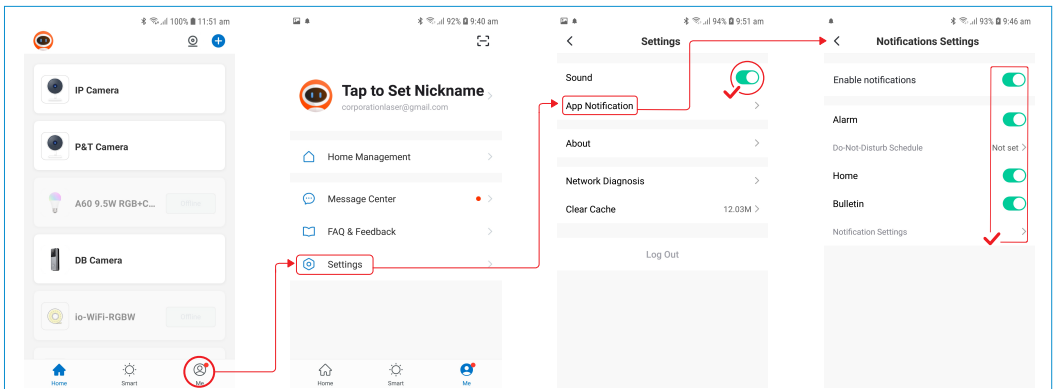 100% 11:51 am
IP Camera
P&T Camera
A60 9.5W RGB+C... Offline
DB Camera
io-WiFi-RGBW Offline
Home Smart Me
92% 9:40 am
Tap to Set Nickname
corporationlaser@gmail.com
Home Management
Message Center
FAQ & Feedback
Settings
Home Smart Me
94% 9:51 am
Settings
Sound
App Notification
About
Network Diagnosis
Clear Cache 12.03M
Log Out
93% 9:46 am
Notifications Settings
Enable notifications
Alarm
Do-Not-Disturb Schedule Not set
Home
Bulletin
Notification Settings